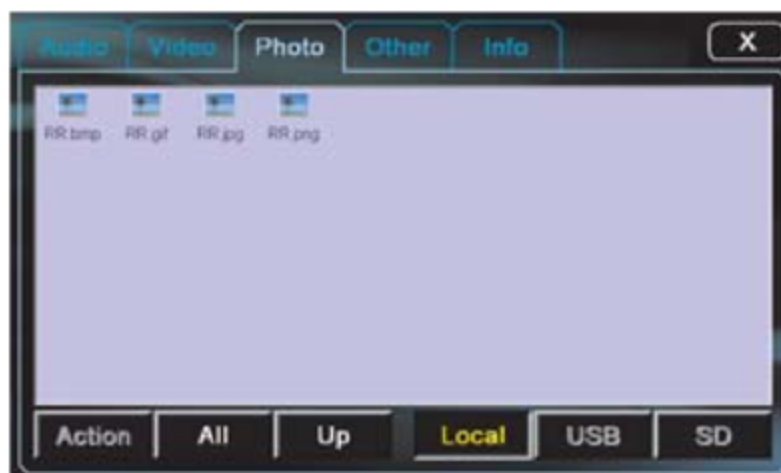 Audio Video Photo Other Info X
RR.bmp RR.gif RR.jpg RR.png
Action All Up Local USB SD